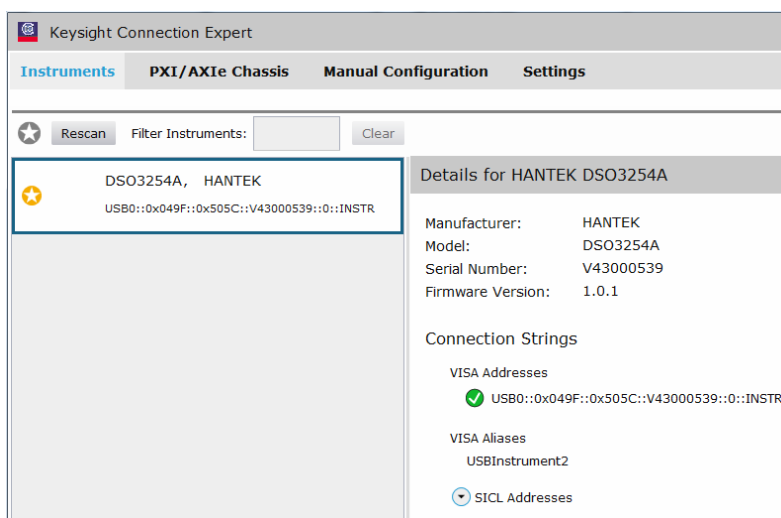 Keysight Connection Expert
Instruments PXI/AXIe Chassis Manual Configuration Settings
Rescan Filter Instruments: Clear
DSO3254A, HANTEK
USB0::0x049F::0x505C::V43000539::0::INSTR
Details for HANTEK DSO3254A
Manufacturer: HANTEK
Model: DSO3254A
Serial Number: V43000539
Firmware Version: 1.0.1
Connection Strings
VISA Addresses
USB0::0x049F::0x505C::V43000539::0::INSTR
VISA Aliases
USBInstrument2
SICL Addresses